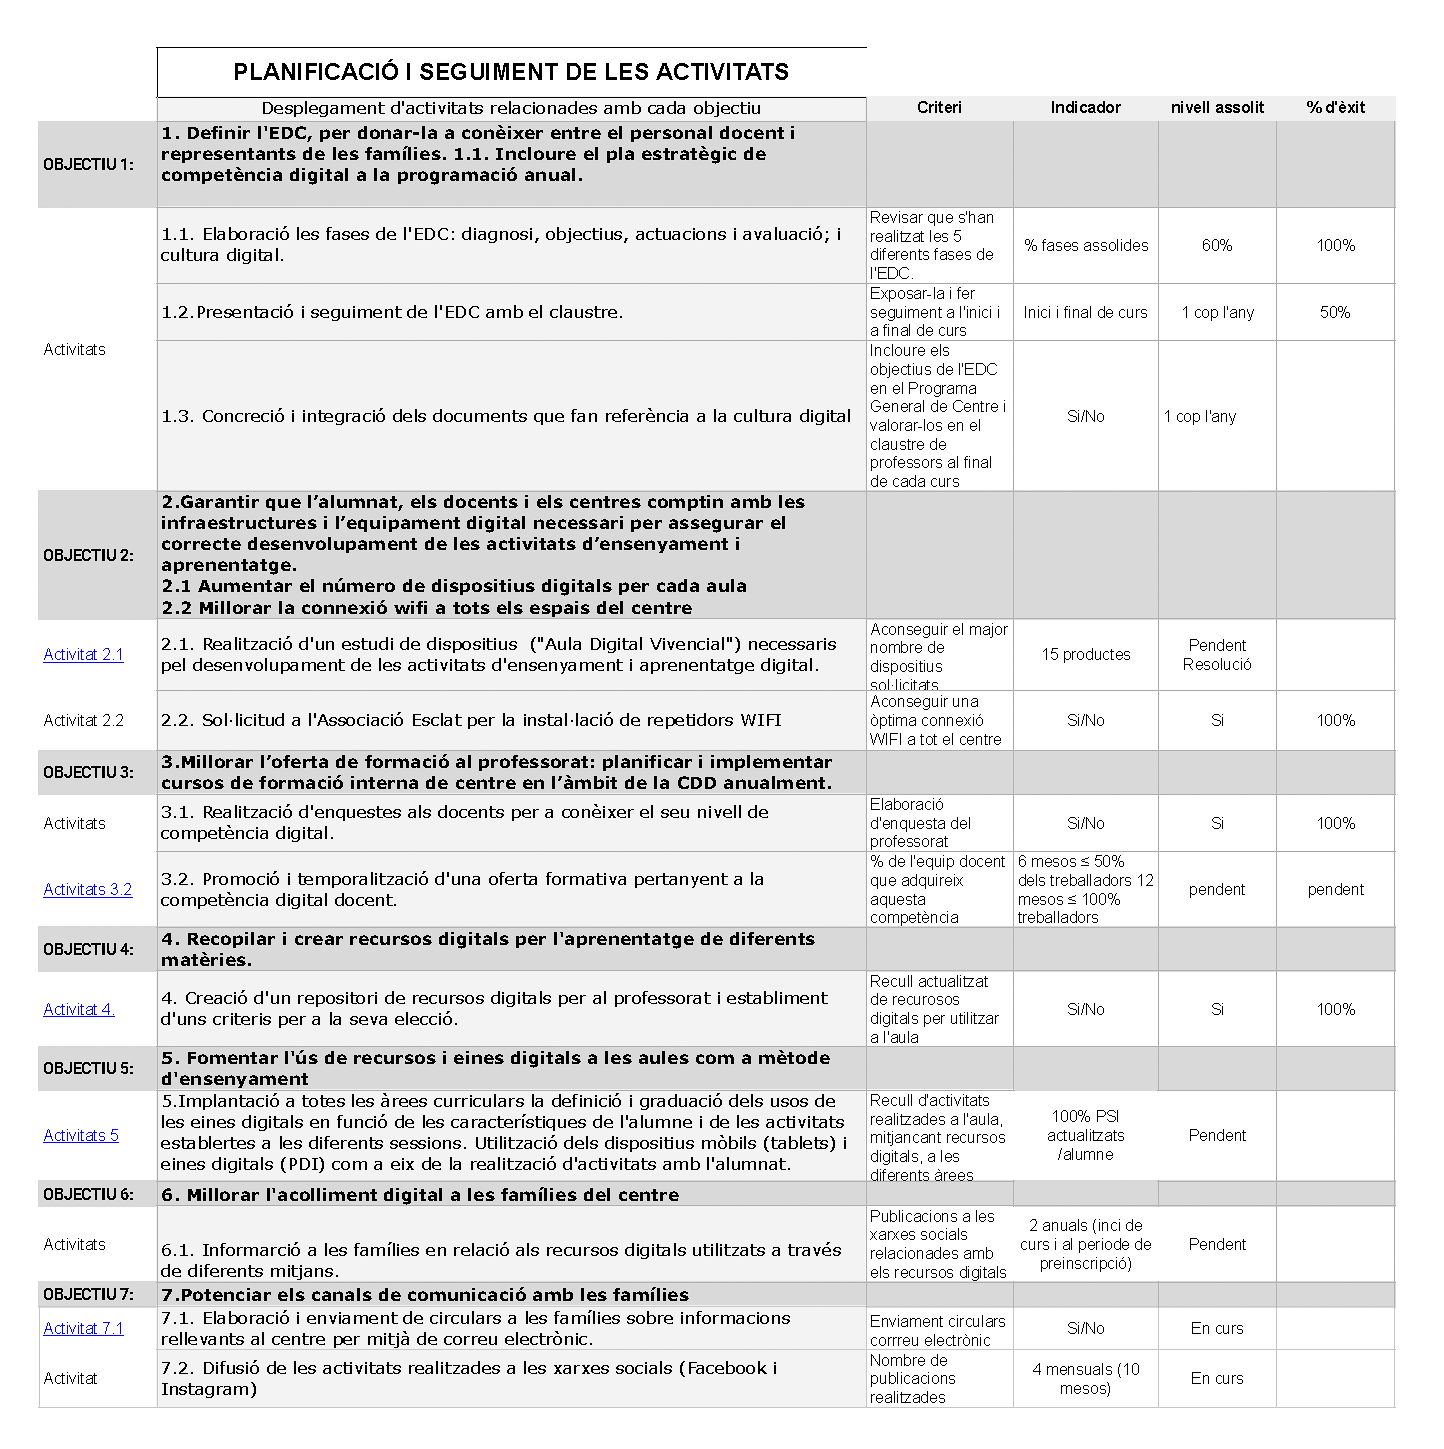 PLANIFICACIÓ I SEGUIMENT DE LES ACTIVITATS
Desplegament d'activitats relacionades amb cada objectiu
Criteri
Indicador
nivell assolit
% d'èxit
OBJECTIU 1:
1. Definir l'EDC, per donar-la a conèixer entre el personal docent i
representants de les famílies. 1.1. Incloure el pla estratègic de
competència digital a la programació anual.
Activitats
1.1. Elaboració les fases de l'EDC: diagnosi, objectius, actuacions i avaluació; i
cultura digital.
Revisar que s'han
realitzat les 5
diferents fases de
l'EDC.
% fases assolides
60%
100%
1.2.Presentació i seguiment de l'EDC amb el claustre.
Exposar-la i fer
seguiment a l'inici i
a final de curs
Inici i final de curs
1 cop l'any
50%
1.3. Concreció i integració dels documents que fan referència a la cultura digital
Incloure els
objectius de l'EDC
en el Programa
General de Centre i
valorar-los en el
claustre de
professors al final
de cada curs
Si/No
1 cop l'any
OBJECTIU 2:
2.Garantir que l’alumnat, els docents i els centres comptin amb les
infraestructures i l’equipament digital necessari per assegurar el
correcte desenvolupament de les activitats d’ensenyament i
aprenentatge.
2.1 Aumentar el número de dispositius digitals per cada aula
2.2 Millorar la connexió wifi a tots els espais del centre
Activitat 2.1
2.1. Realització d'un estudi de dispositius ("Aula Digital Vivencial") necessaris
pel desenvolupament de les activitats d'ensenyament i aprenentatge digital.
Aconseguir el major
nombre de
dispositius
sol·licitats
15 productes
Pendent
Resolució
Activitat 2.2
2.2. Sol·licitud a l'Associació Esclat per la instal·lació de repetidors WIFI
Aconseguir una
òptima connexió
WIFI a tot el centre
Si/No
Si
100%
OBJECTIU 3:
3.Millorar l’oferta de formació al professorat: planificar i implementar
cursos de formació interna de centre en l’àmbit de la CDD anualment.
Activitats
3.1. Realització d'enquestes als docents per a conèixer el seu nivell de
competència digital.
Elaboració
d'enquesta del
professorat
Si/No
Si
100%
Activitats 3.2
3.2. Promoció i temporalització d'una oferta formativa pertanyent a la
competència digital docent.
% de l'equip docent
que adquireix
aquesta
competència
6 mesos ≤ 50%
dels treballadors 12
mesos ≤ 100%
treballadors
pendent
pendent
OBJECTIU 4:
4. Recopilar i crear recursos digitals per l'aprenentatge de diferents
matèries.
Activitat 4.
4. Creació d'un repositori de recursos digitals per al professorat i establiment
d'uns criteris per a la seva elecció.
Recull actualitzat
de recurosos
digitals per utilitzar
a l'aula
Si/No
Si
100%
OBJECTIU 5:
5. Fomentar l'ús de recursos i eines digitals a les aules com a mètode
d'ensenyament
Activitats 5
5.Implantació a totes les àrees curriculars la definició i graduació dels usos de
les eines digitals en funció de les característiques de l'alumne i de les activitats
establertes a les diferents sessions. Utilització dels dispositius mòbils (tablets) i
eines digitals (PDI) com a eix de la realització d'activitats amb l'alumnat.
Recull d'activitats
realitzades a l'aula,
mitjancant recursos
digitals, a les
diferents àrees
100% PSI
actualitzats
/alumne
Pendent
OBJECTIU 6:
6. Millorar l'acolliment digital a les famílies del centre
Activitats
6.1. Informarció a les famílies en relació als recursos digitals utilitzats a través
de diferents mitjans.
Publicacions a les
xarxes socials
relacionades amb
els recursos digitals
2 anuals (inci de
curs i al periode de
preinscripció)
Pendent
OBJECTIU 7:
7.Potenciar els canals de comunicació amb les famílies
Activitat 7.1
7.1. Elaboració i enviament de circulars a les famílies sobre informacions
rellevants al centre per mitjà de correu electrònic.
Enviament circulars
corrreu electrònic
Si/No
En curs
Activitat
7.2. Difusió de les activitats realitzades a les xarxes socials (Facebook i
Instagram)
Nombre de
publicacions
realitzades
4 mensuals (10
mesos)
En curs